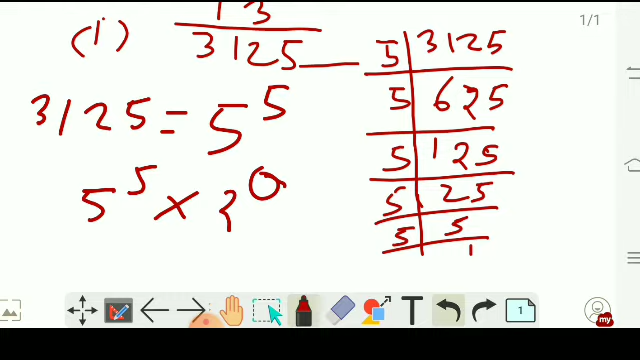 1/1
(i) 13
3125
3125 = 5^5
5^5 × 2^0
5 | 3125
5 | 625
5 | 125
5 | 25
5 | 5
1
T
1
my